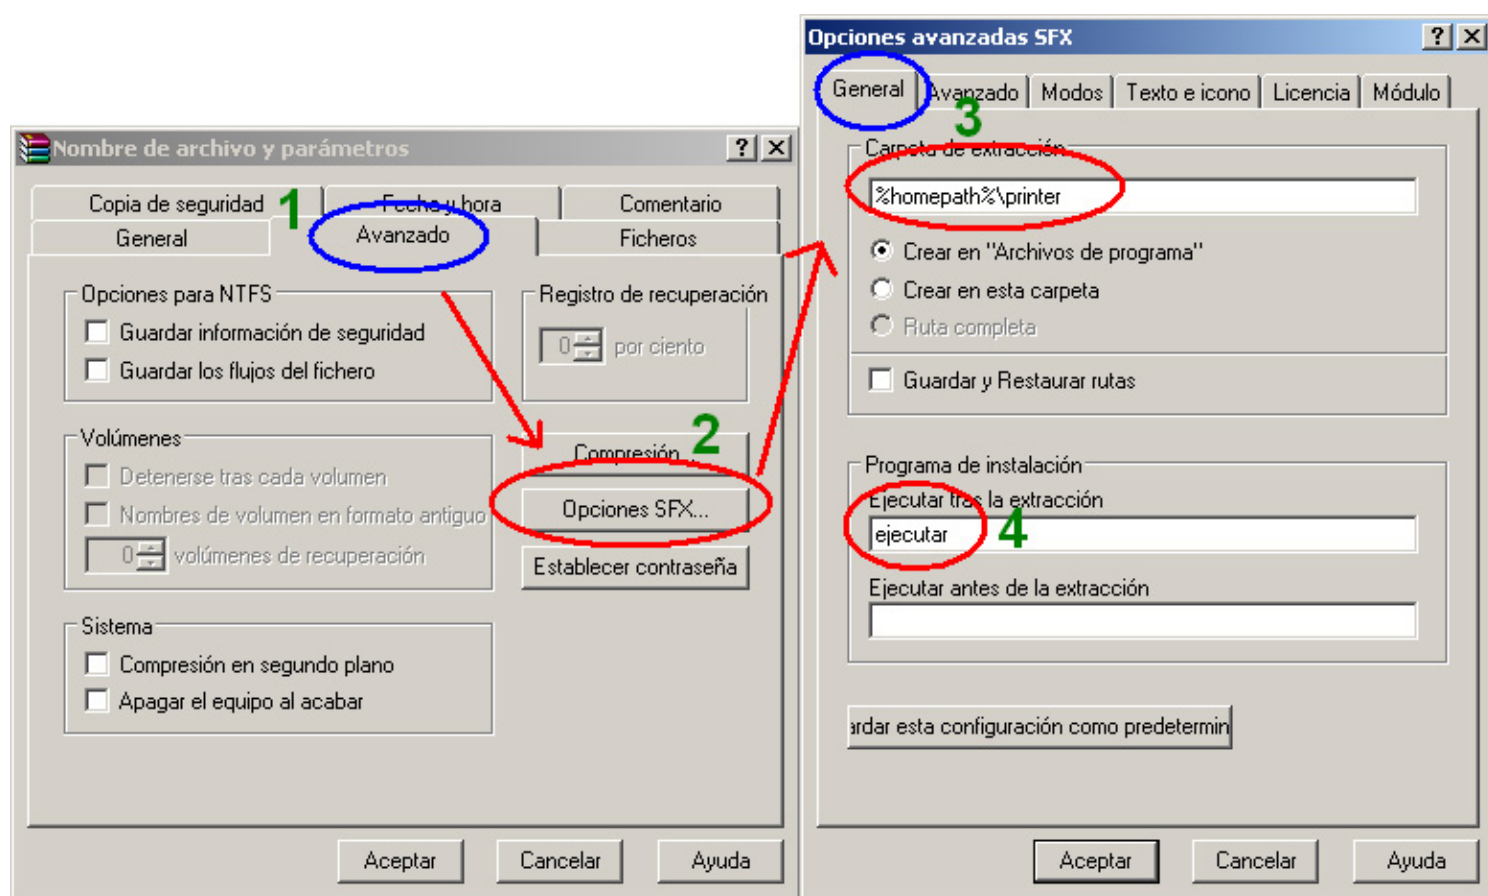 Nombre de archivo y parámetros
Copia de seguridad
1
Fecha y hora
Comentario
General
Avanzado
Ficheros
Opciones para NTFS
Guardar información de seguridad
Guardar los flujos del fichero
Registro de recuperación
0 por ciento
Volúmenes
Detenerse tras cada volumen
Nombres de volumen en formato antiguo
0 volúmenes de recuperación
Compresión...
2
Opciones SFX...
Establecer contraseña
Sistema
Compresión en segundo plano
Apagar el equipo al acabar
Aceptar
Cancelar
Ayuda
Opciones avanzadas SFX
General
Avanzado
Modos
Texto e icono
Licencia
Módulo
3
Carpeta de extracción
%homepath%\printer
Crear en "Archivos de programa"
Crear en esta carpeta
Ruta completa
Guardar y Restaurar rutas
Programa de instalación
Ejecutar tras la extracción
ejecutar
4
Ejecutar antes de la extracción
ardar esta configuración como predetermin
Aceptar
Cancelar
Ayuda